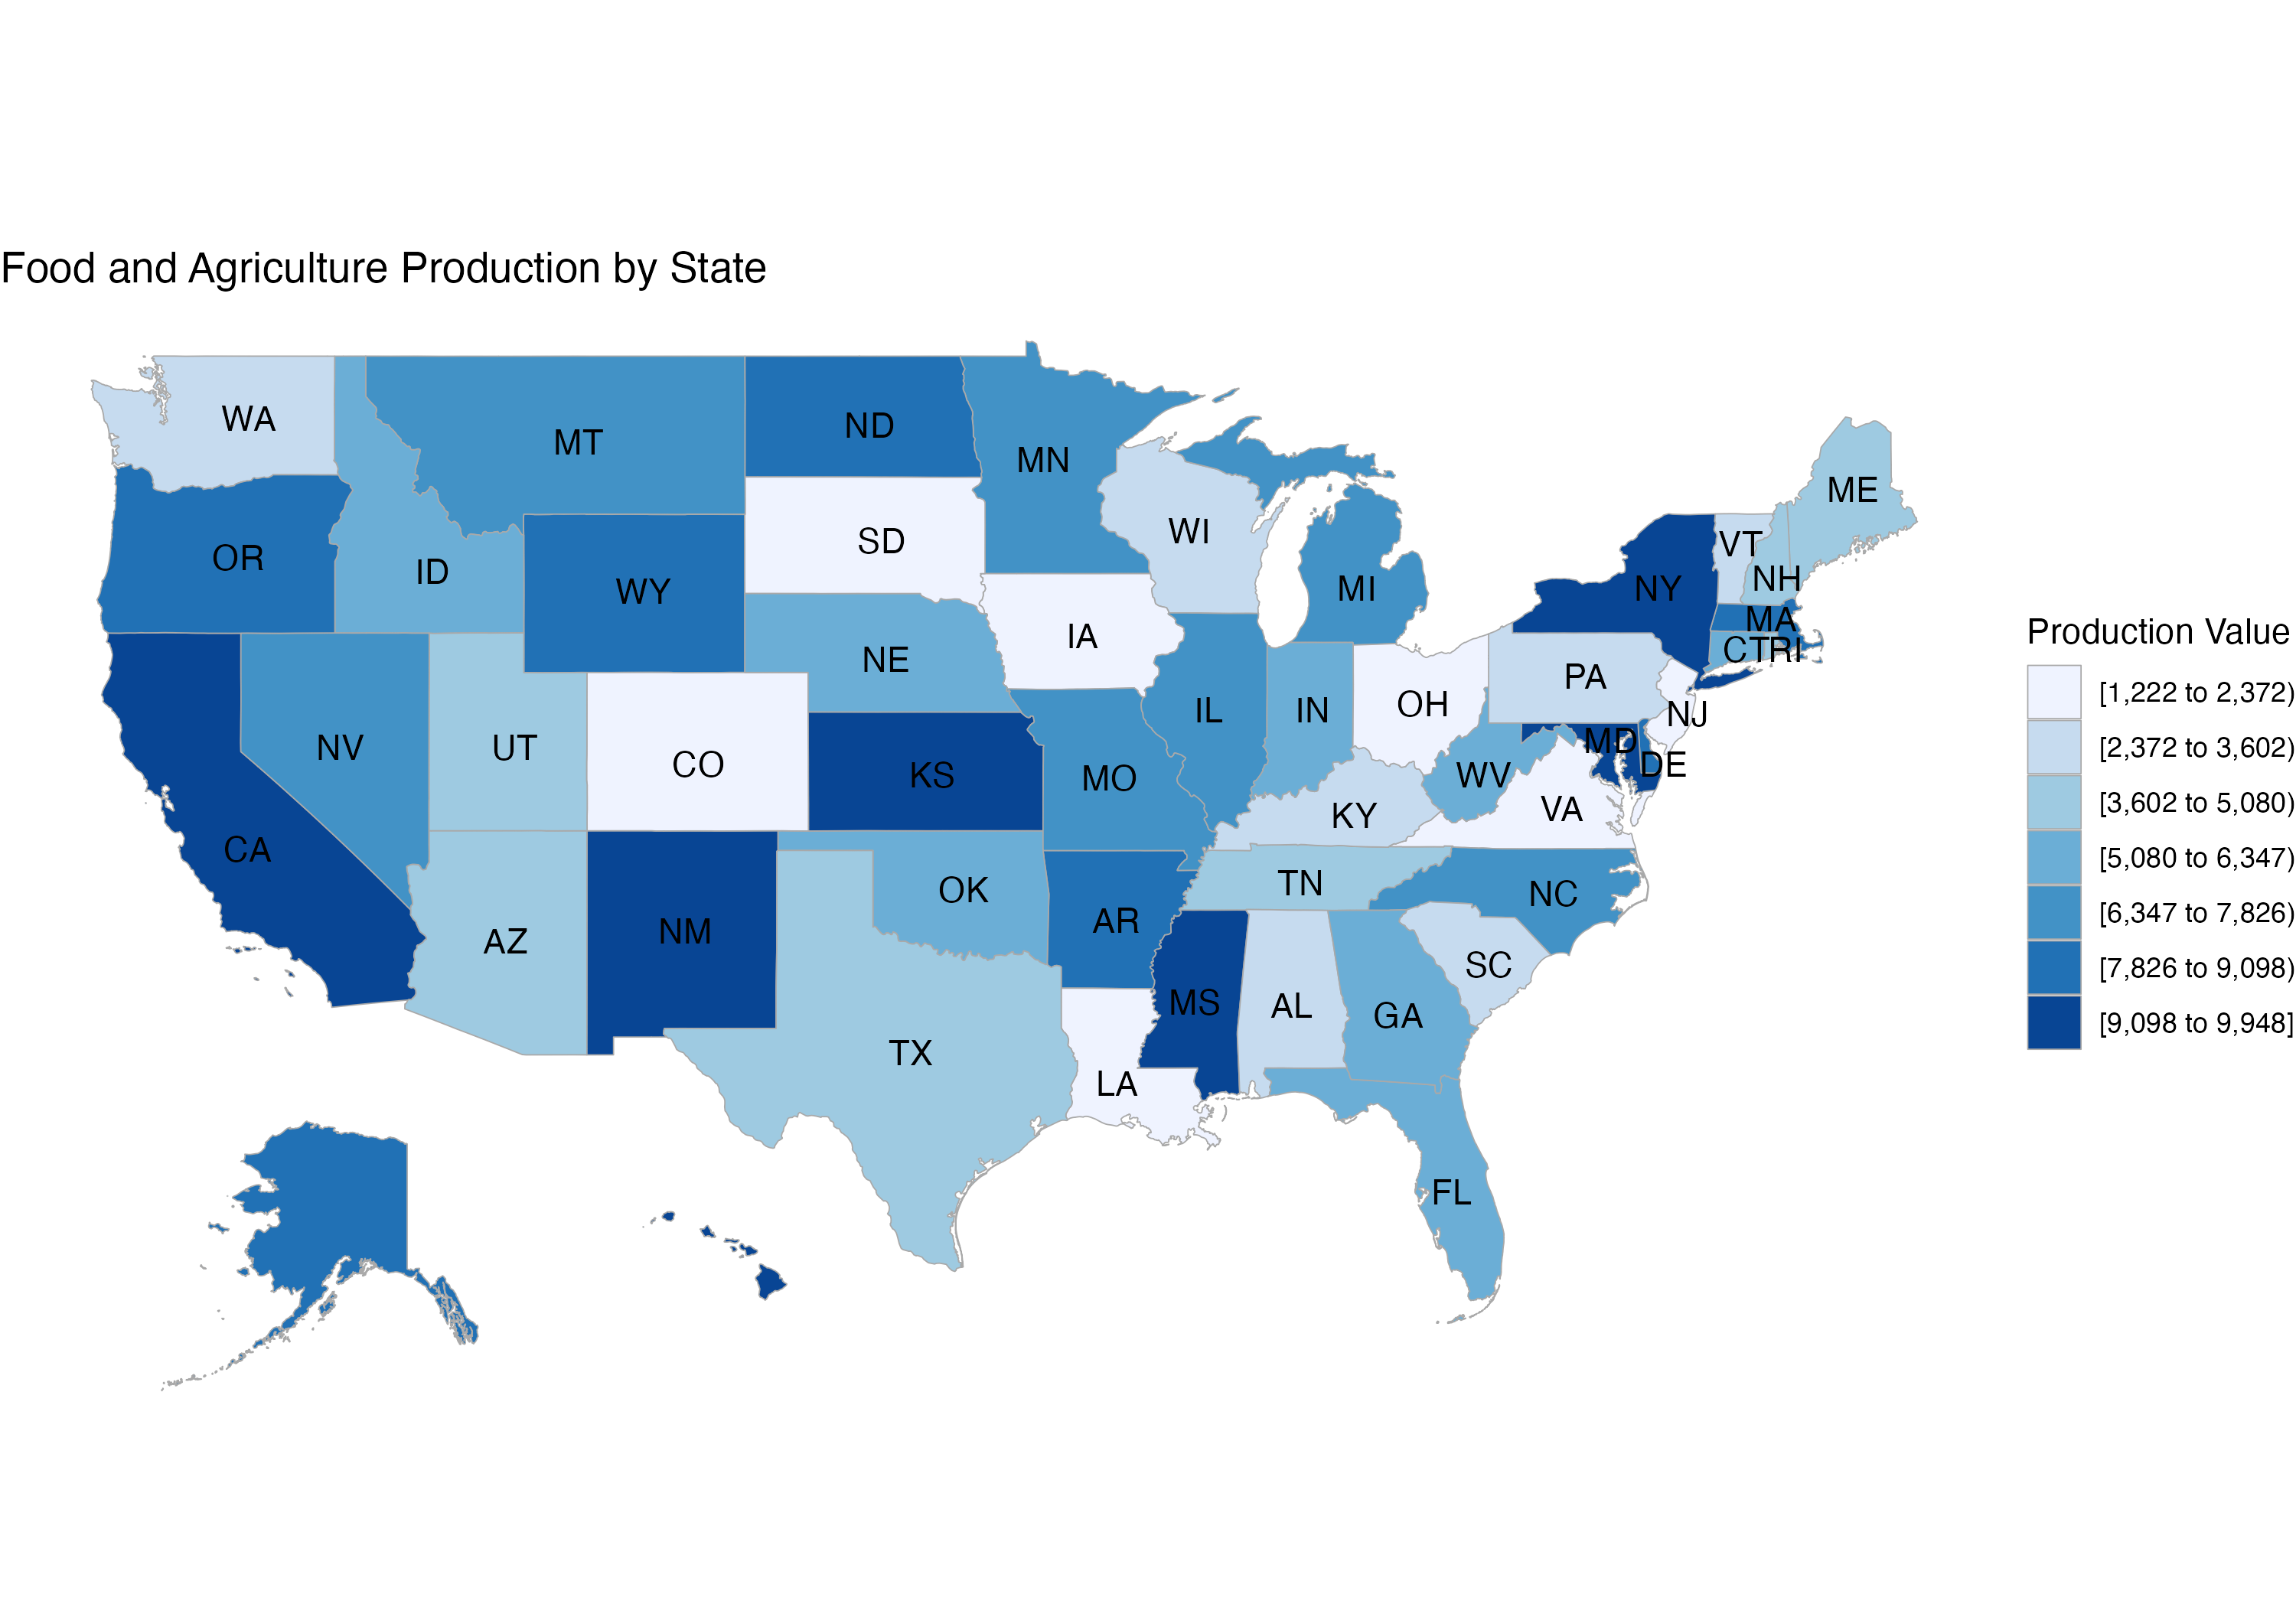 Food and Agriculture Production by State
WA
MT
ND
MN
ME
OR
ID
WY
SD
WI
MI
VT
NH
NY
MA
CT
RI
IA
NE
PA
NJ
OH
IL
IN
NV
UT
CO
KS
MO
WV
MD
DE
VA
KY
CA
AZ
NM
OK
AR
TN
NC
SC
MS
AL
GA
TX
LA
FL
Production Value
[1,222 to 2,372)
[2,372 to 3,602)
[3,602 to 5,080)
[5,080 to 6,347)
[6,347 to 7,826)
[7,826 to 9,098)
[9,098 to 9,948]